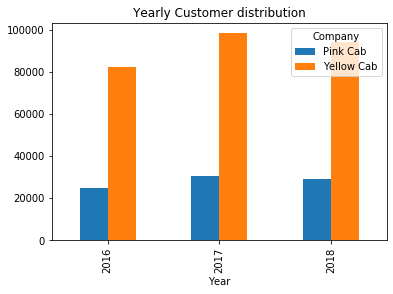 Yearly Customer distribution
Company
Pink Cab
Yellow Cab
100000
80000
60000
40000
20000
0
2016
2017
2018
Year